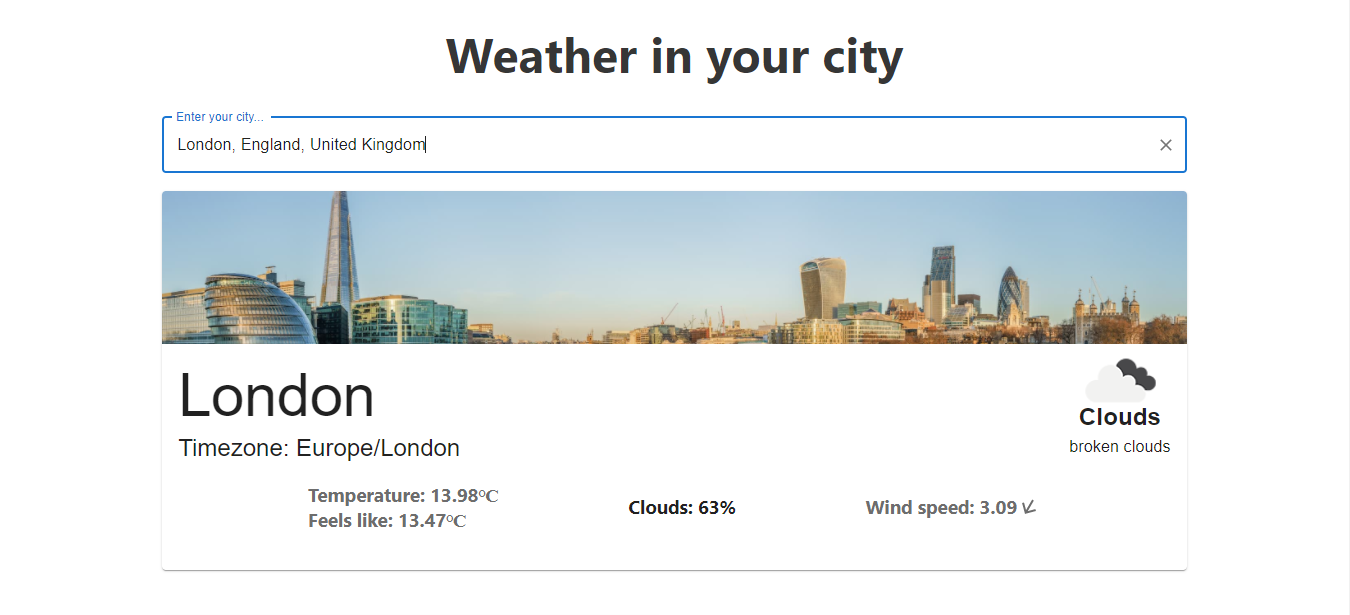 Weather in your city
Enter your city...
London, England, United Kingdom
London
Timezone: Europe/London
Clouds
broken clouds
Temperature: 13.98°C
Feels like: 13.47°C
Clouds: 63%
Wind speed: 3.09